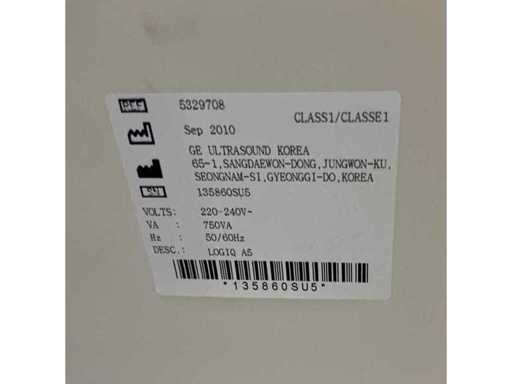 REF 5329708
CLASS1/CLASSE1
Sep 2010
GE ULTRASOUND KOREA
65-1,SANGDAEWON-DONG,JUNGWON-KU,
SEONGNAM-SI,GYEONGGI-DO,KOREA
SN 135860SU5
VOLTS: 220-240V~
VA : 750VA
Hz : 50/60Hz
DESC.: LOGIQ A5
*135860SU5*